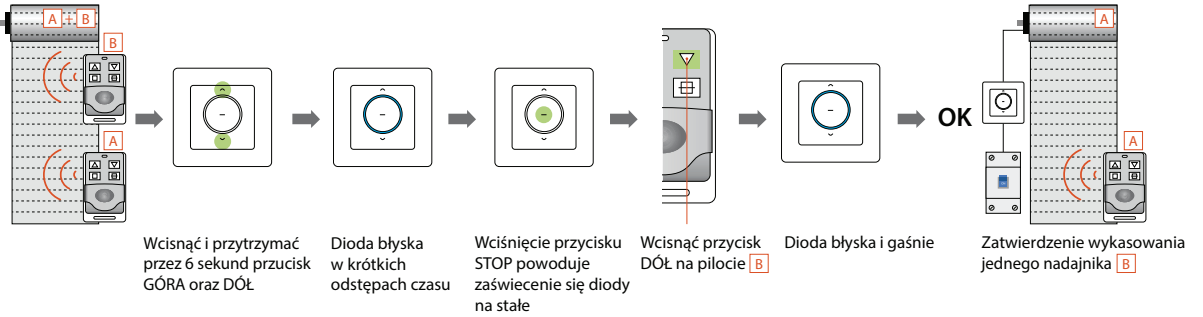 A + B
B
A
OK
A
A
Wcisnąć i przytrzymać
przez 6 sekund przucisk
GÓRA oraz DÓŁ
Dioda błyska
w krótkich
odstępach czasu
Wciśnięcie przycisku
STOP powoduje
zaświecenie się diody
na stałe
Wcisnąć przycisk
DÓŁ na pilocie B
Dioda błyska i gaśnie
Zatwierdzenie wykasowania
jednego nadajnika B